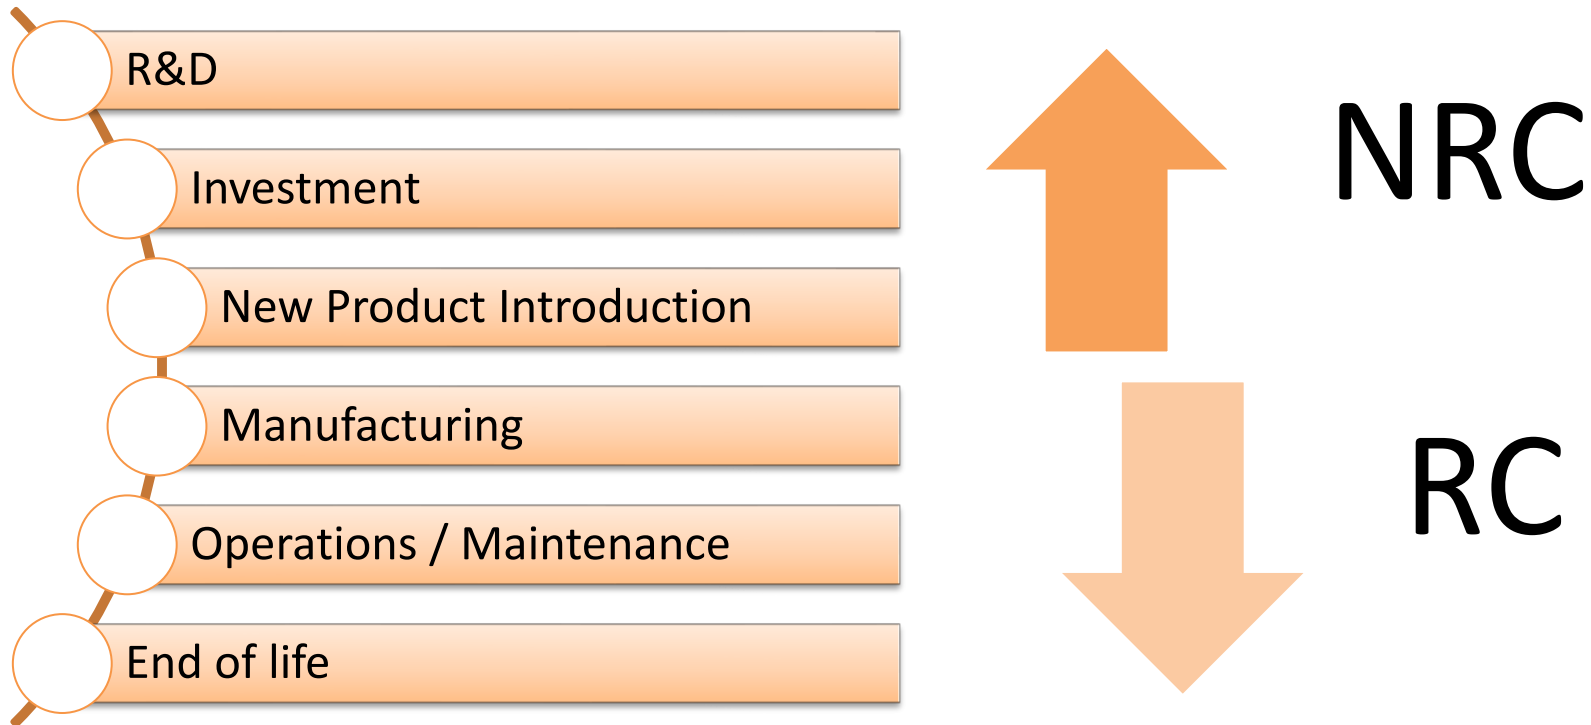 R&D
Investment
New Product Introduction
Manufacturing
Operations / Maintenance
End of life
NRC
RC